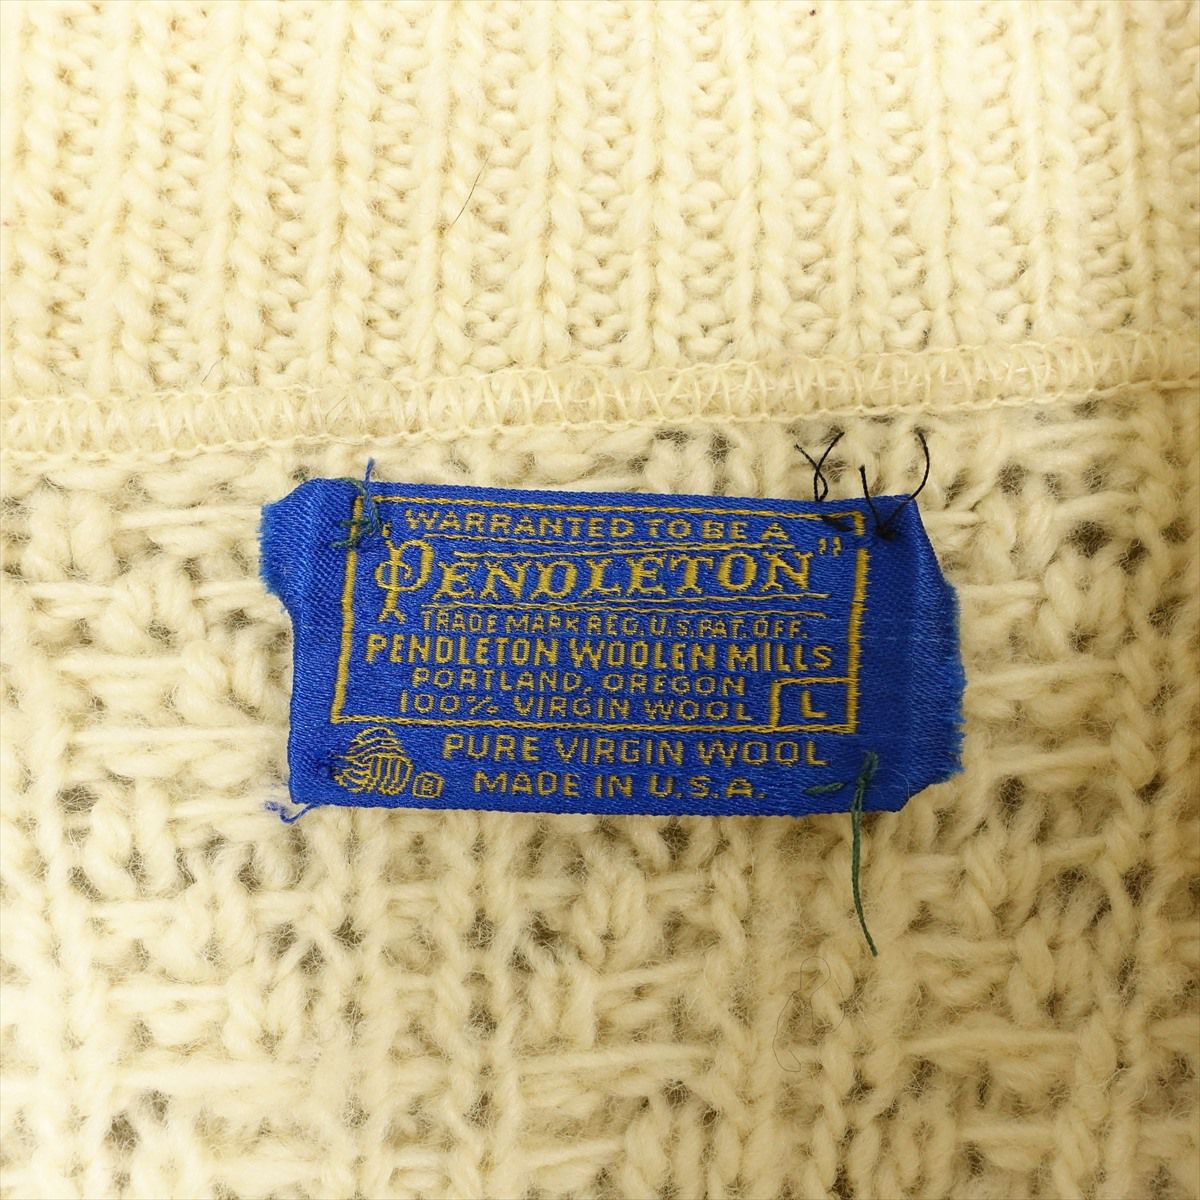 WARRANTED TO BE A
"PENDLETON"
TRADE MARK REG. U.S. PAT. OFF.
PENDLETON WOOLEN MILLS
PORTLAND, OREGON
100% VIRGIN WOOL L
PURE VIRGIN WOOL
® MADE IN U.S.A.